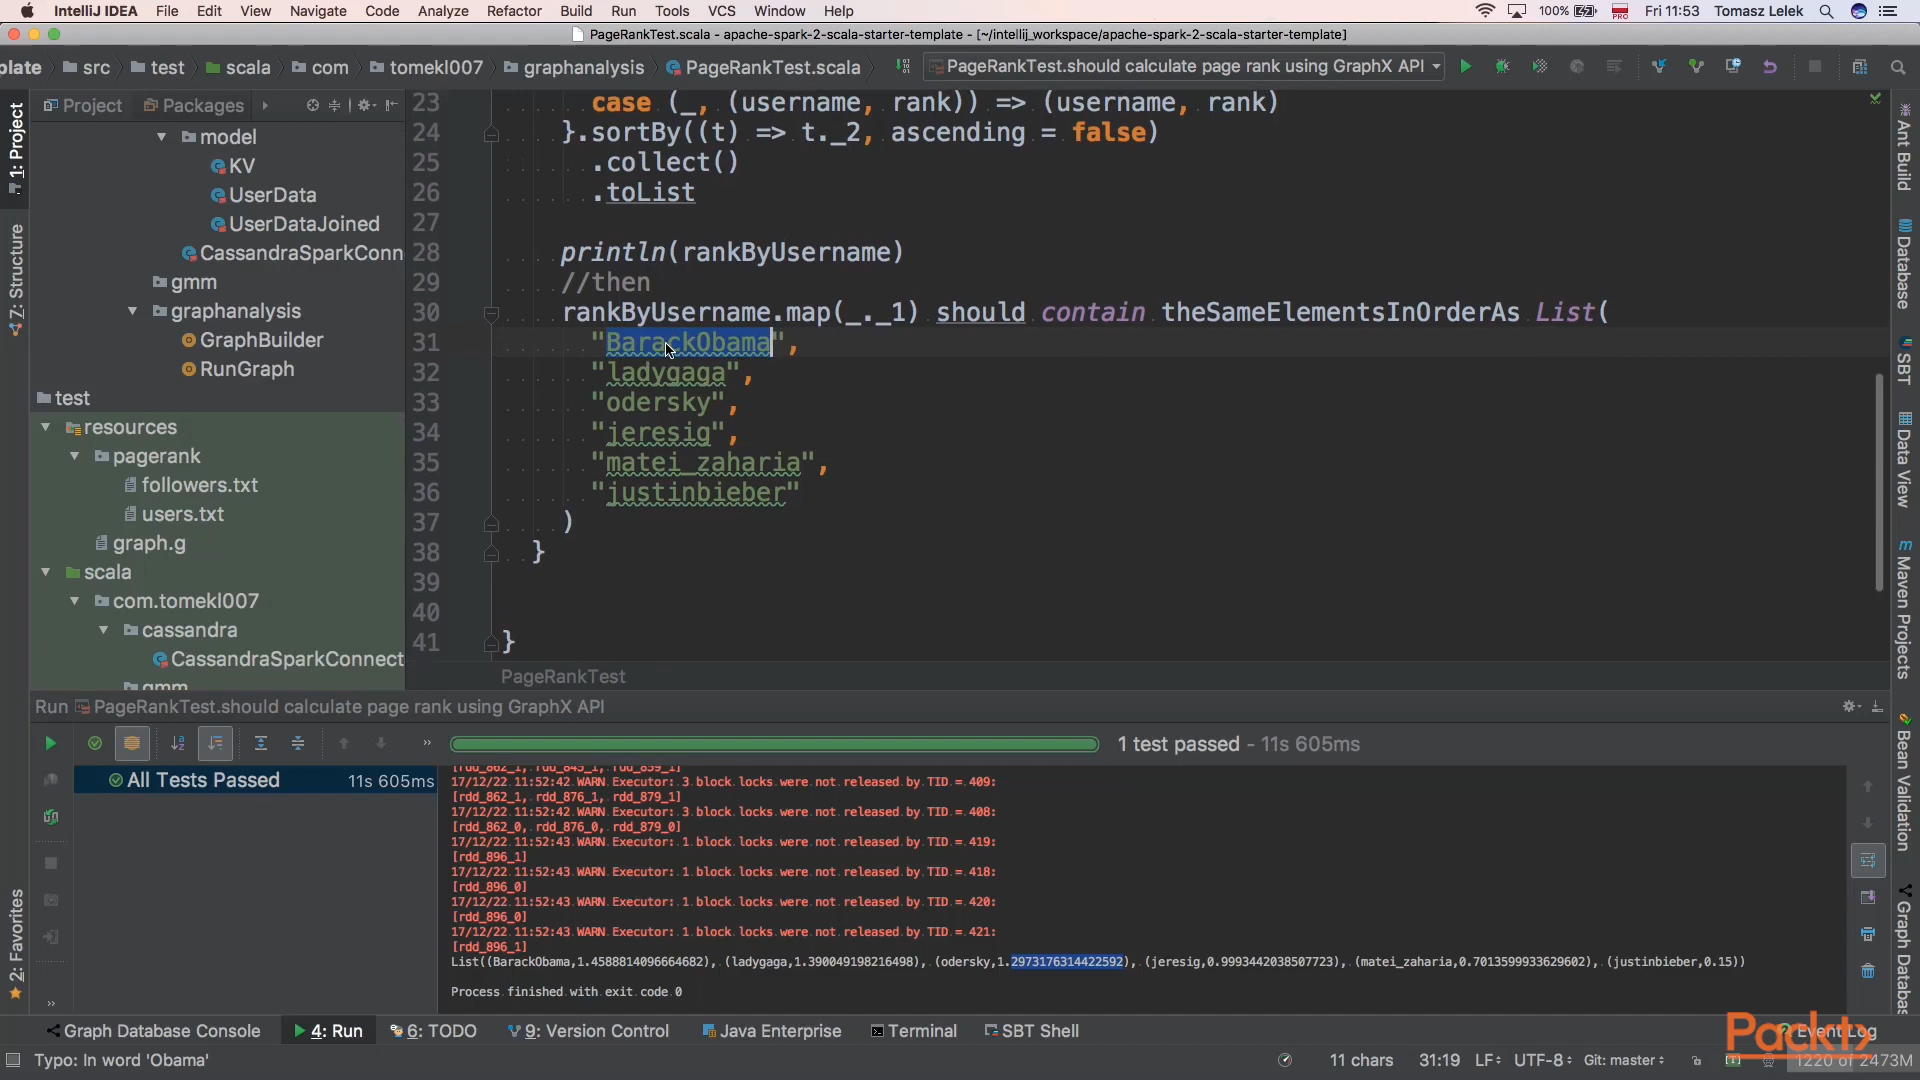 IntelliJ IDEA File Edit View Navigate Code Analyze Refactor Build Run Tools VCS Window Help 100% PRO Fri 11:53 Tomasz Lelek
PageRankTest.scala - apache-spark-2-scala-starter-template - [~/intellij_workspace/apache-spark-2-scala-starter-template]
plate src test scala com tomekl007 graphanalysis PageRankTest.scala PageRankTest.should calculate page rank using GraphX API
Project Packages
1: Project
7: Structure
2: Favorites
model
KV
UserData
UserDataJoined
CassandraSparkConn
gmm
graphanalysis
GraphBuilder
RunGraph
test
resources
pagerank
followers.txt
users.txt
graph.g
scala
com.tomekl007
cassandra
CassandraSparkConnect
gmm
23 case (_, (username, rank)) => (username, rank)
24 }.sortBy((t) => t._2, ascending = false)
25 .collect()
26 .toList
27
28 println(rankByUsername)
29 //then
30 rankByUsername.map(_._1) should contain theSameElementsInOrderAs List(
31 "BarackObama",
32 "ladygaga",
33 "odersky",
34 "jeresig",
35 "matei_zaharia",
36 "justinbieber"
37 )
38 }
39
40
41 }
PageRankTest
Ant Build
Database
SBT
Data View
Maven Projects
Bean Validation
Graph Database
Run PageRankTest.should calculate page rank using GraphX API
1 test passed - 11s 605ms
All Tests Passed 11s 605ms
[rdd_862_1, rdd_845_1, rdd_859_1]
17/12/22 11:52:42 WARN Executor: 3 block locks were not released by TID = 409:
[rdd_862_1, rdd_876_1, rdd_879_1]
17/12/22 11:52:42 WARN Executor: 3 block locks were not released by TID = 408:
[rdd_862_0, rdd_876_0, rdd_879_0]
17/12/22 11:52:43 WARN Executor: 1 block locks were not released by TID = 419:
[rdd_896_1]
17/12/22 11:52:43 WARN Executor: 1 block locks were not released by TID = 418:
[rdd_896_0]
17/12/22 11:52:43 WARN Executor: 1 block locks were not released by TID = 420:
[rdd_896_0]
17/12/22 11:52:43 WARN Executor: 1 block locks were not released by TID = 421:
[rdd_896_1]
List((BarackObama,1.4588814096664682), (ladygaga,1.390049198216498), (odersky,1.2973176314422592), (jeresig,0.9993442038507723), (matei_zaharia,0.7013599933629602), (justinbieber,0.15))
Process finished with exit code 0
Graph Database Console 4: Run 6: TODO 9: Version Control Java Enterprise Terminal SBT Shell Event Log
Packt
Typo: In word 'Obama' 11 chars 31:19 LF UTF-8 Git: master 1220 of 2473M